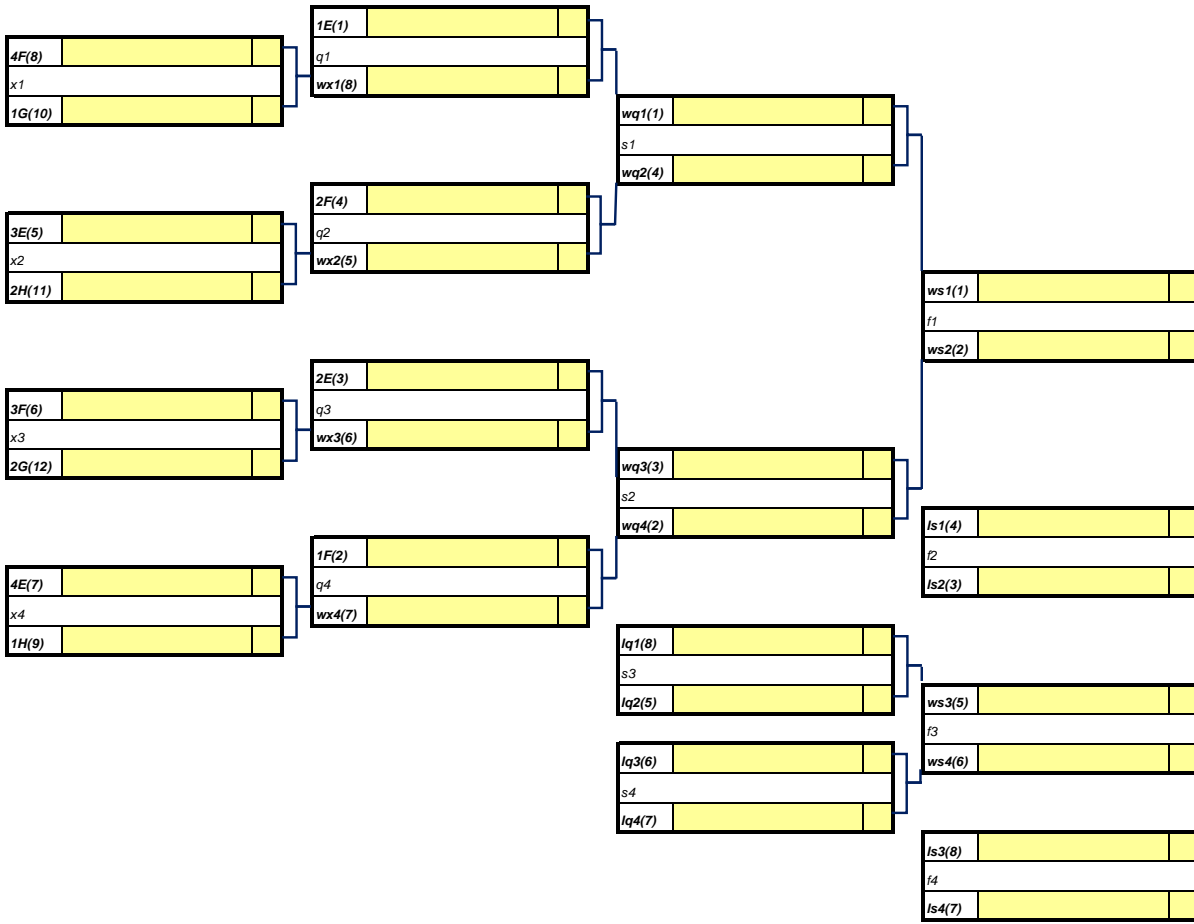 4F(8)
x1
1G(10)
3E(5)
x2
2H(11)
3F(6)
x3
2G(12)
4E(7)
x4
1H(9)
1E(1)
q1
wx1(8)
2F(4)
q2
wx2(5)
2E(3)
q3
wx3(6)
1F(2)
q4
wx4(7)
wq1(1)
s1
wq2(4)
wq3(3)
s2
wq4(2)
lq1(8)
s3
lq2(5)
lq3(6)
s4
lq4(7)
ws1(1)
f1
ws2(2)
ls1(4)
f2
ls2(3)
ws3(5)
f3
ws4(6)
ls3(8)
f4
ls4(7)